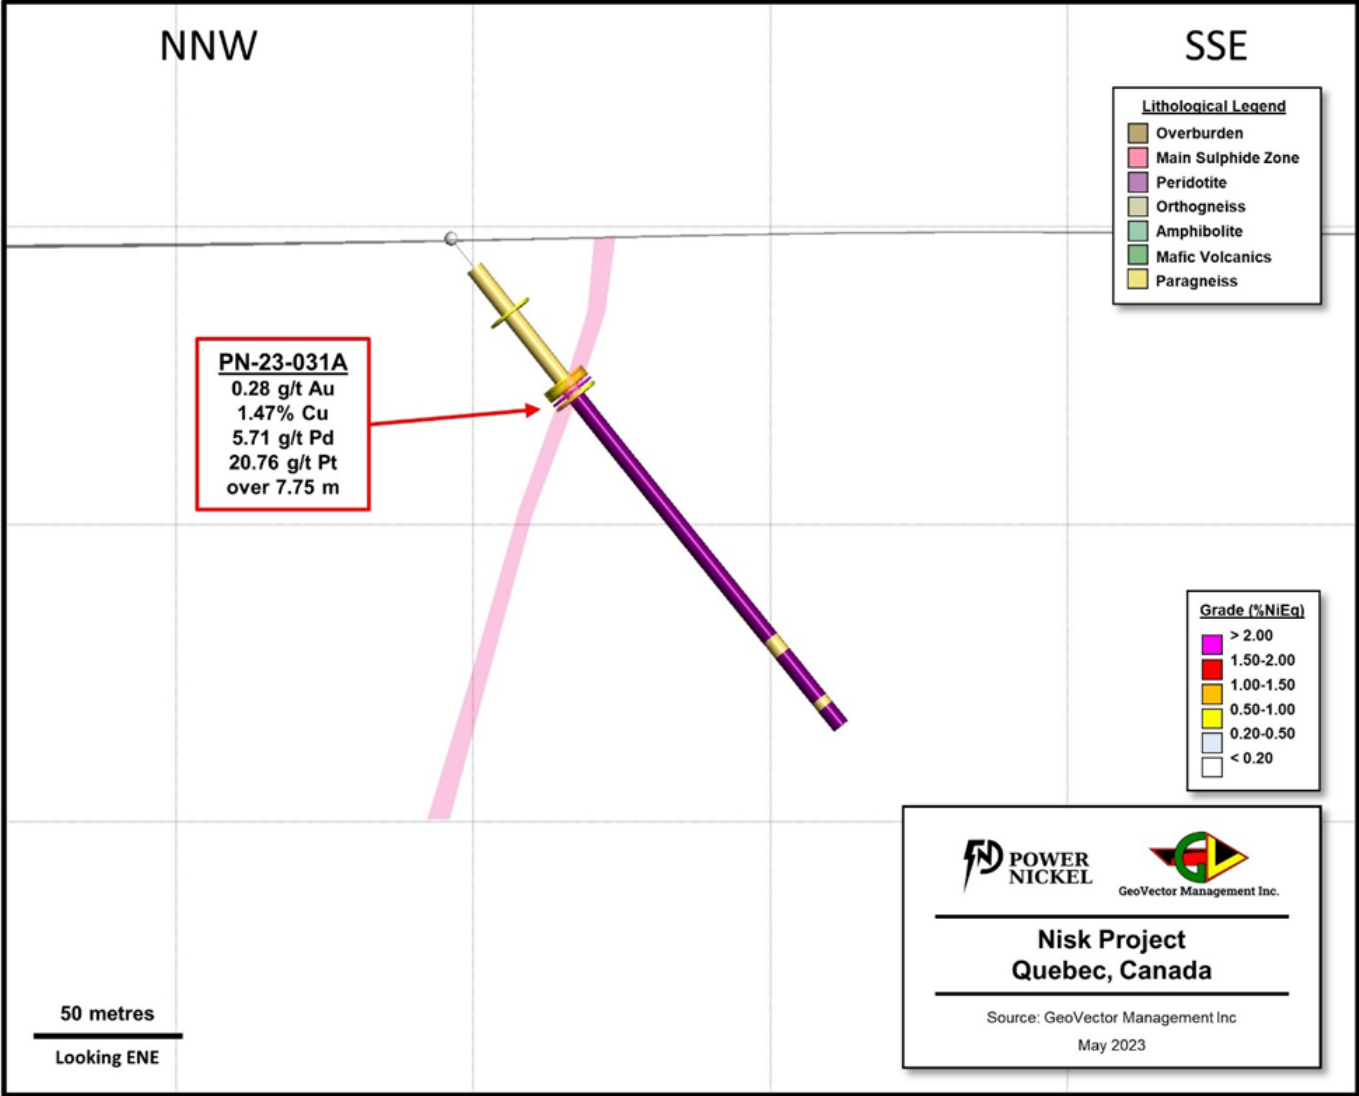 NNW
SSE
Lithological Legend
Overburden
Main Sulphide Zone
Peridotite
Orthogneiss
Amphibolite
Mafic Volcanics
Paragneiss
PN-23-031A
0.28 g/t Au
1.47% Cu
5.71 g/t Pd
20.76 g/t Pt
over 7.75 m
Grade (%NiEq)
> 2.00
1.50-2.00
1.00-1.50
0.50-1.00
0.20-0.50
< 0.20
POWER
NICKEL
GeoVector Management Inc.
Nisk Project
Quebec, Canada
Source: GeoVector Management Inc
May 2023
50 metres
Looking ENE